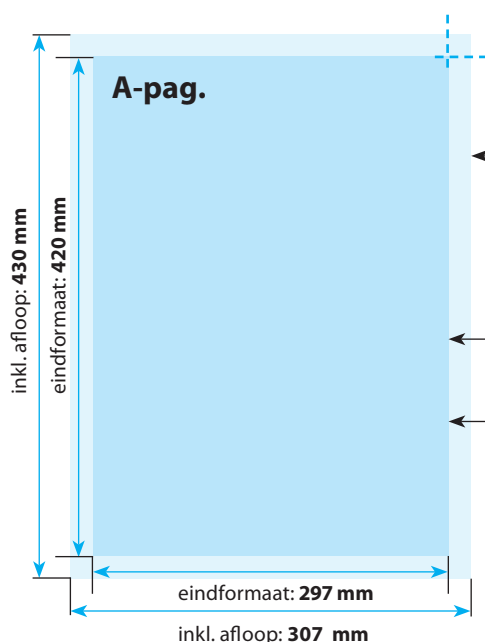 A-pag.
inkl. afloop: 430 mm
eindformaat: 420 mm
eindformaat: 297 mm
inkl. afloop: 307 mm